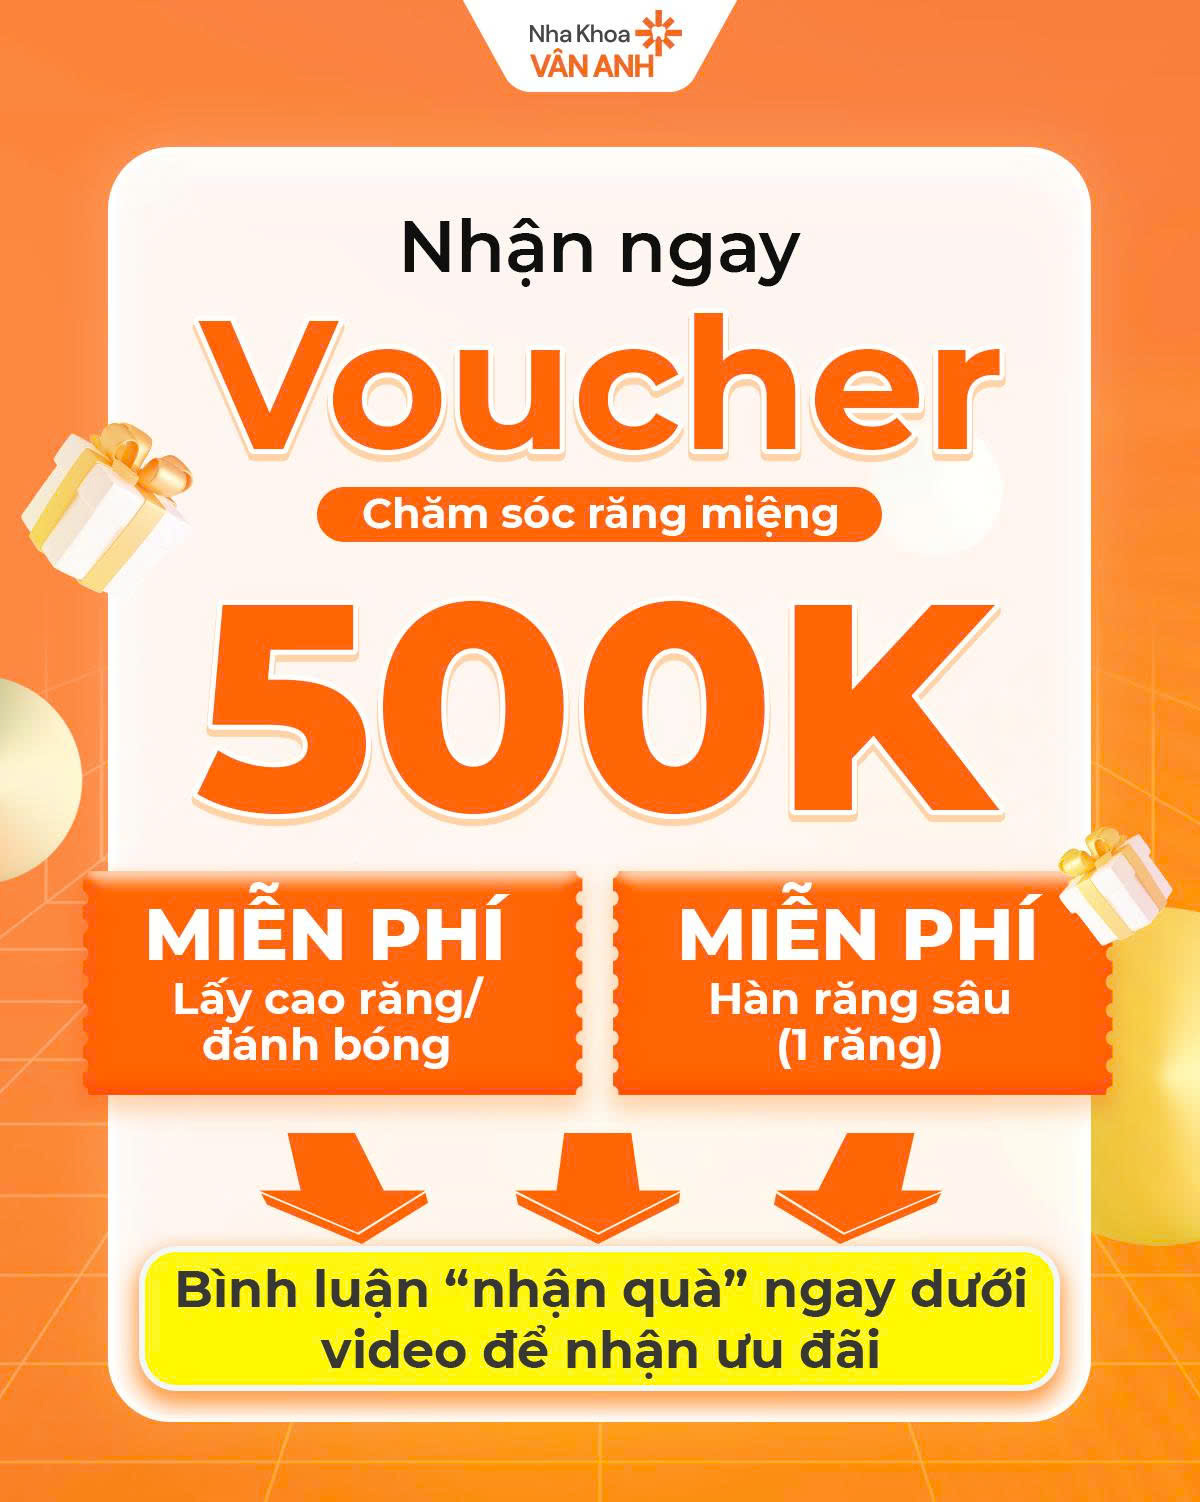 Nha Khoa
VÂN ANH
Nhận ngay
Voucher
Chăm sóc răng miệng
500K
MIỄN PHÍ
Lấy cao răng/
đánh bóng
MIỄN PHÍ
Hàn răng sâu
(1 răng)
Bình luận “nhận quà” ngay dưới
video để nhận ưu đãi